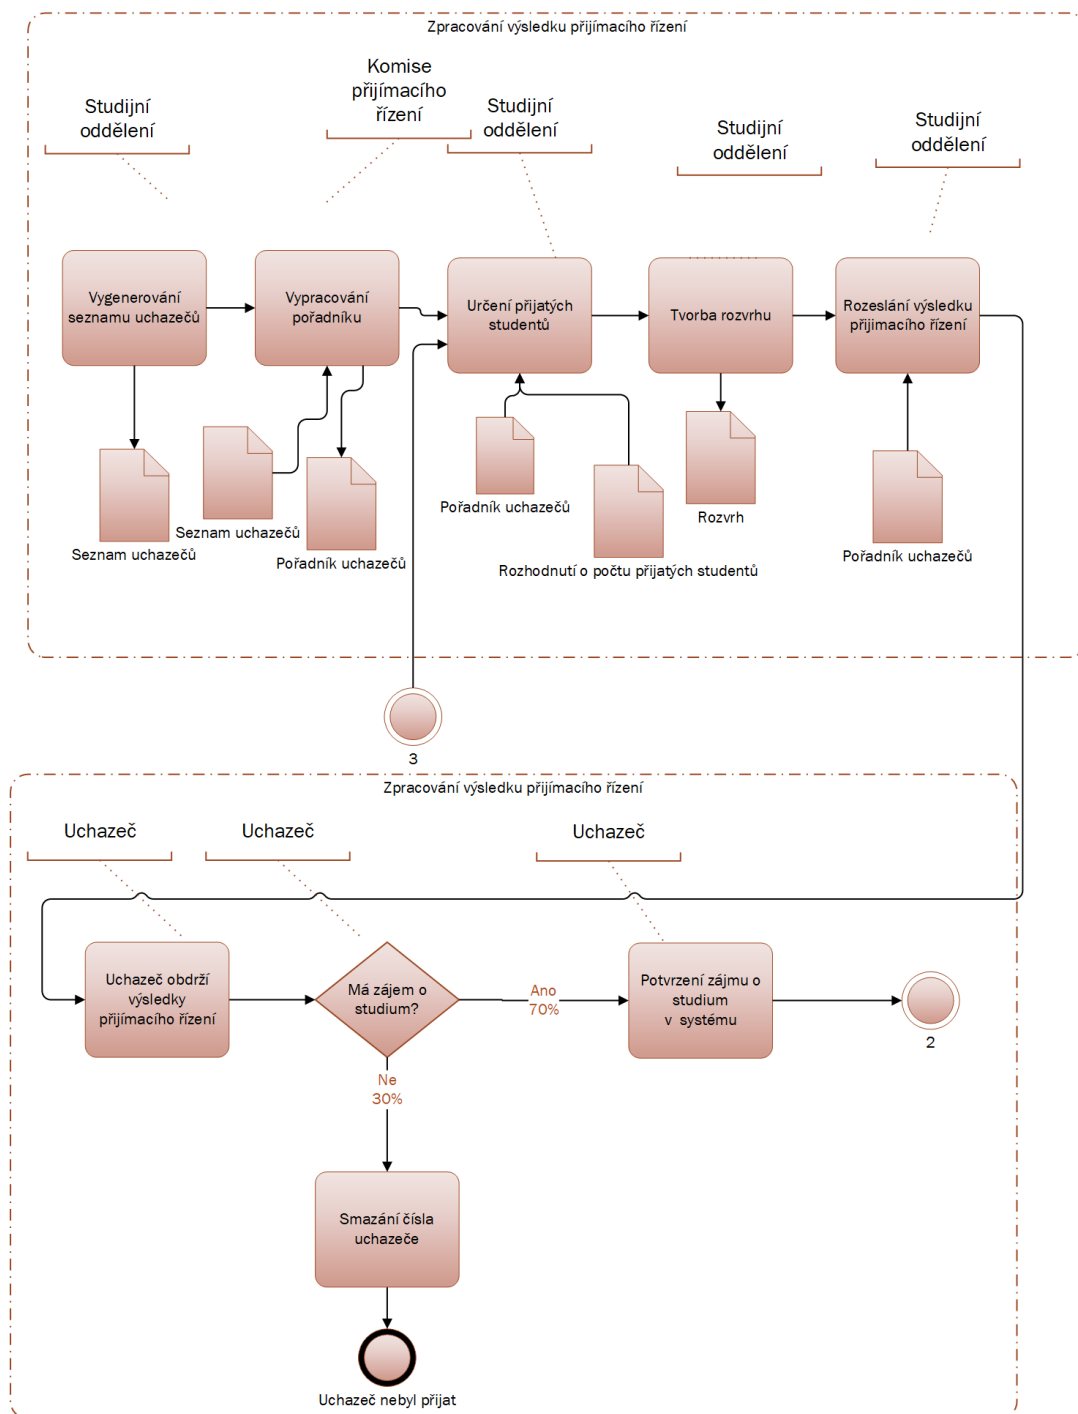 Zpracování výsledku přijímacího řízení
Studijní
oddělení
Komise
přijímacího
řízení
Studijní
oddělení
Studijní
oddělení
Studijní
oddělení
Vygenerování
seznamu uchazečů
Vypracování
pořadníku
Určení přijatých
studentů
Tvorba rozvrhu
Rozeslání výsledku
přijimacího řízení
Seznam uchazečů
Seznam uchazečů
Pořadník uchazečů
Pořadník uchazečů
Rozhodnutí o počtu přijatých studentů
Rozvrh
Pořadník uchazečů
3
Zpracování výsledku přijímacího řízení
Uchazeč
Uchazeč
Uchazeč
Uchazeč obdrží
výsledky
přijímacího řízení
Má zájem o
studium?
Ano
70%
Potvrzení zájmu o
studium
v systému
2
Ne
30%
Smazání čísla
uchazeče
Uchazeč nebyl přijat